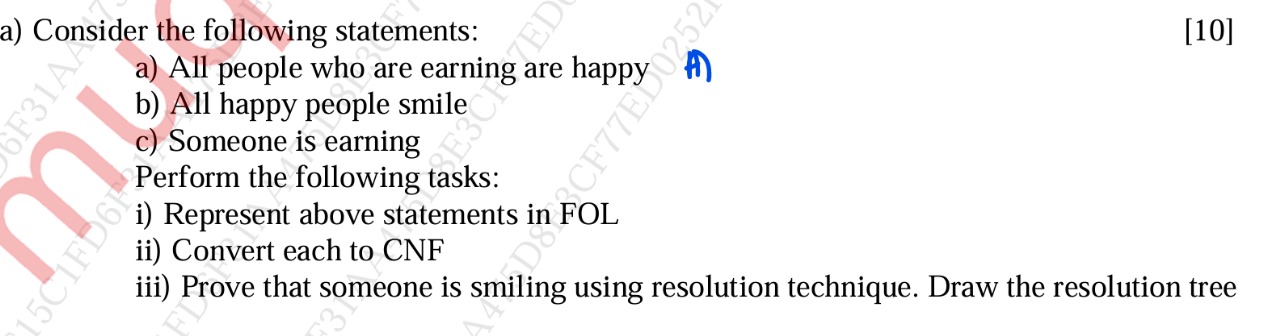 a) Consider the following statements: [10]
a) All people who are earning are happy
b) All happy people smile
c) Someone is earning
Perform the following tasks:
i) Represent above statements in FOL
ii) Convert each to CNF
iii) Prove that someone is smiling using resolution technique. Draw the resolution tree